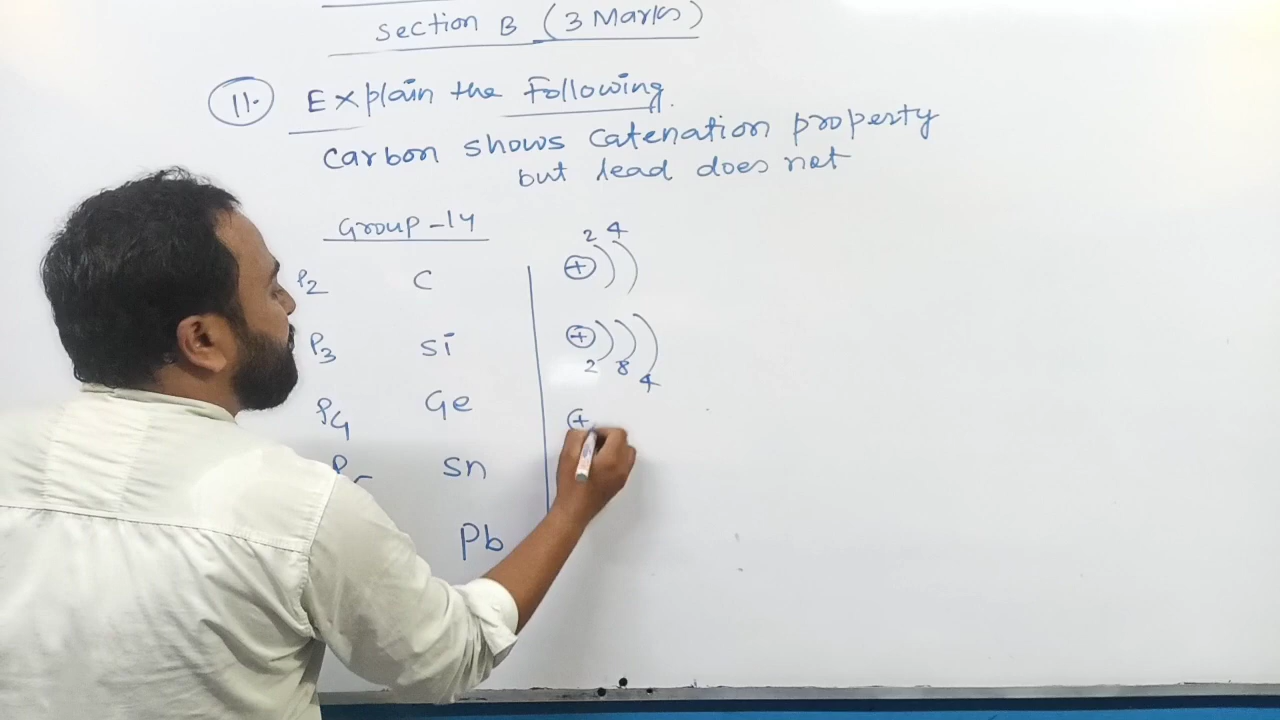 Section B (3 Marks)
11. Explain the Following.
Carbon shows catenation property
but lead does not
Group-14
2 4
P2 C +
P3 Si +
2 8 4
P4 Ge +
Sn
Pb